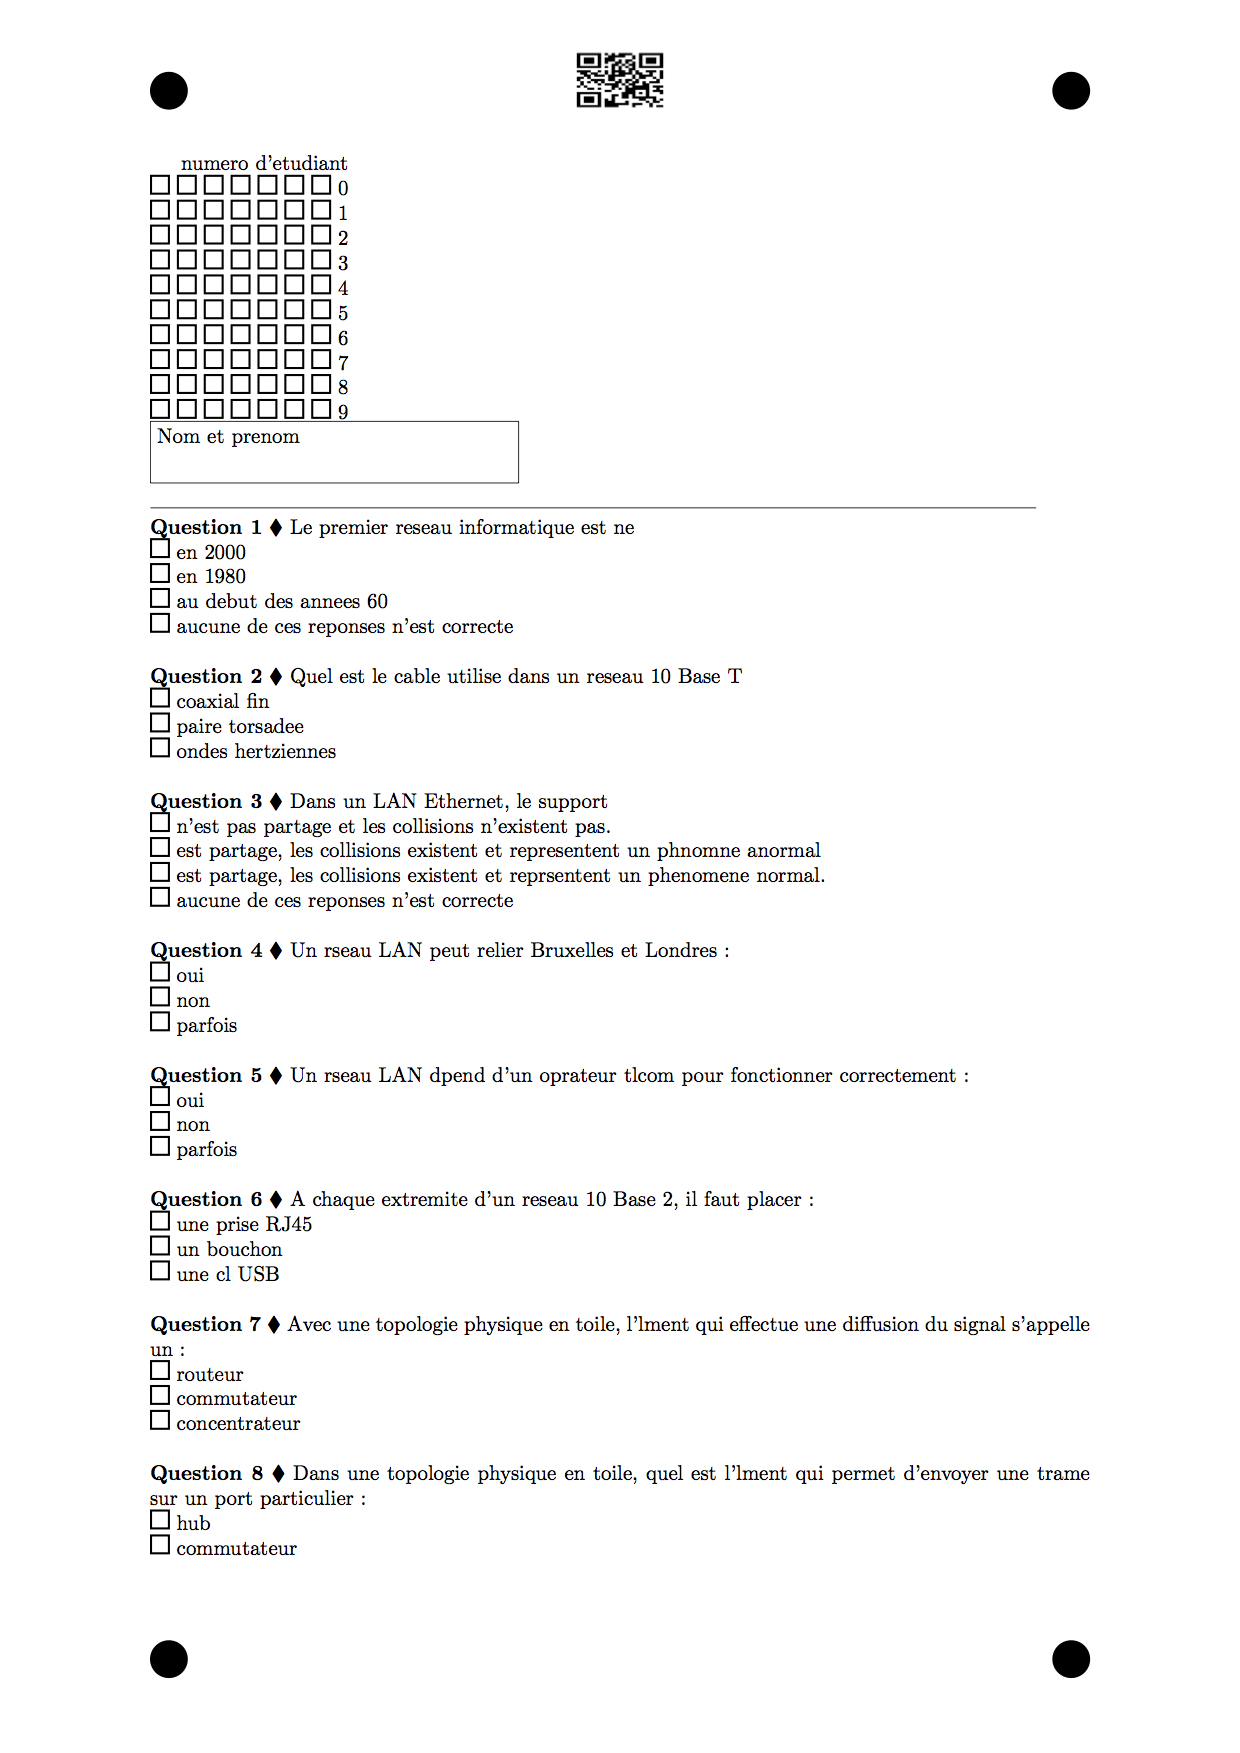 numero d'etudiant
0
1
2
3
4
5
6
7
8
9
Nom et prenom
Question 1 ♦ Le premier reseau informatique est ne
en 2000
en 1980
au debut des annees 60
aucune de ces reponses n'est correcte
Question 2 ♦ Quel est le cable utilise dans un reseau 10 Base T
coaxial fin
paire torsadee
ondes hertziennes
Question 3 ♦ Dans un LAN Ethernet, le support
n'est pas partage et les collisions n'existent pas.
est partage, les collisions existent et representent un phnomne anormal
est partage, les collisions existent et reprsentent un phenomene normal.
aucune de ces reponses n'est correcte
Question 4 ♦ Un rseau LAN peut relier Bruxelles et Londres :
oui
non
parfois
Question 5 ♦ Un rseau LAN dpend d'un oprateur tlcom pour fonctionner correctement :
oui
non
parfois
Question 6 ♦ A chaque extremite d'un reseau 10 Base 2, il faut placer :
une prise RJ45
un bouchon
une cl USB
Question 7 ♦ Avec une topologie physique en toile, l'lment qui effectue une diffusion du signal s'appelle
un :
routeur
commutateur
concentrateur
Question 8 ♦ Dans une topologie physique en toile, quel est l'lment qui permet d'envoyer une trame
sur un port particulier :
hub
commutateur